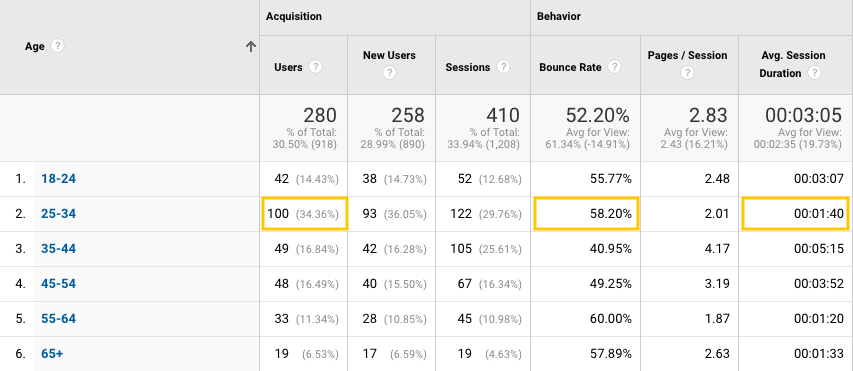 Acquisition Behavior
Age ? Users ? New Users ? Sessions ? Bounce Rate ? Pages / Session ? Avg. Session Duration ?
280 258 410 52.20% 2.83 00:03:05
% of Total: % of Total: % of Total: Avg for View: Avg for View: Avg for View:
30.50% (918) 28.99% (890) 33.94% (1,208) 61.34% (-14.91%) 2.43 (16.21%) 00:02:35 (19.73%)
1. 18-24 42 (14.43%) 38 (14.73%) 52 (12.68%) 55.77% 2.48 00:03:07
2. 25-34 100 (34.36%) 93 (36.05%) 122 (29.76%) 58.20% 2.01 00:01:40
3. 35-44 49 (16.84%) 42 (16.28%) 105 (25.61%) 40.95% 4.17 00:05:15
4. 45-54 48 (16.49%) 40 (15.50%) 67 (16.34%) 49.25% 3.19 00:03:52
5. 55-64 33 (11.34%) 28 (10.85%) 45 (10.98%) 60.00% 1.87 00:01:20
6. 65+ 19 (6.53%) 17 (6.59%) 19 (4.63%) 57.89% 2.63 00:01:33